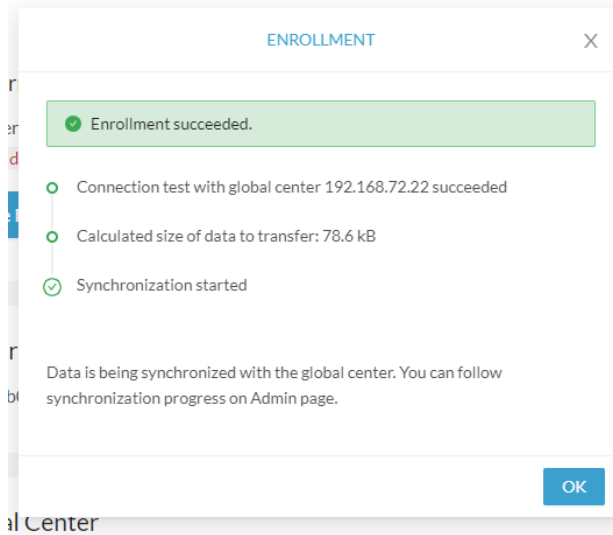 ENROLLMENT
X
Enrollment succeeded.
Connection test with global center 192.168.72.22 succeeded
Calculated size of data to transfer: 78.6 kB
Synchronization started
Data is being synchronized with the global center. You can follow
synchronization progress on Admin page.
OK
al Center